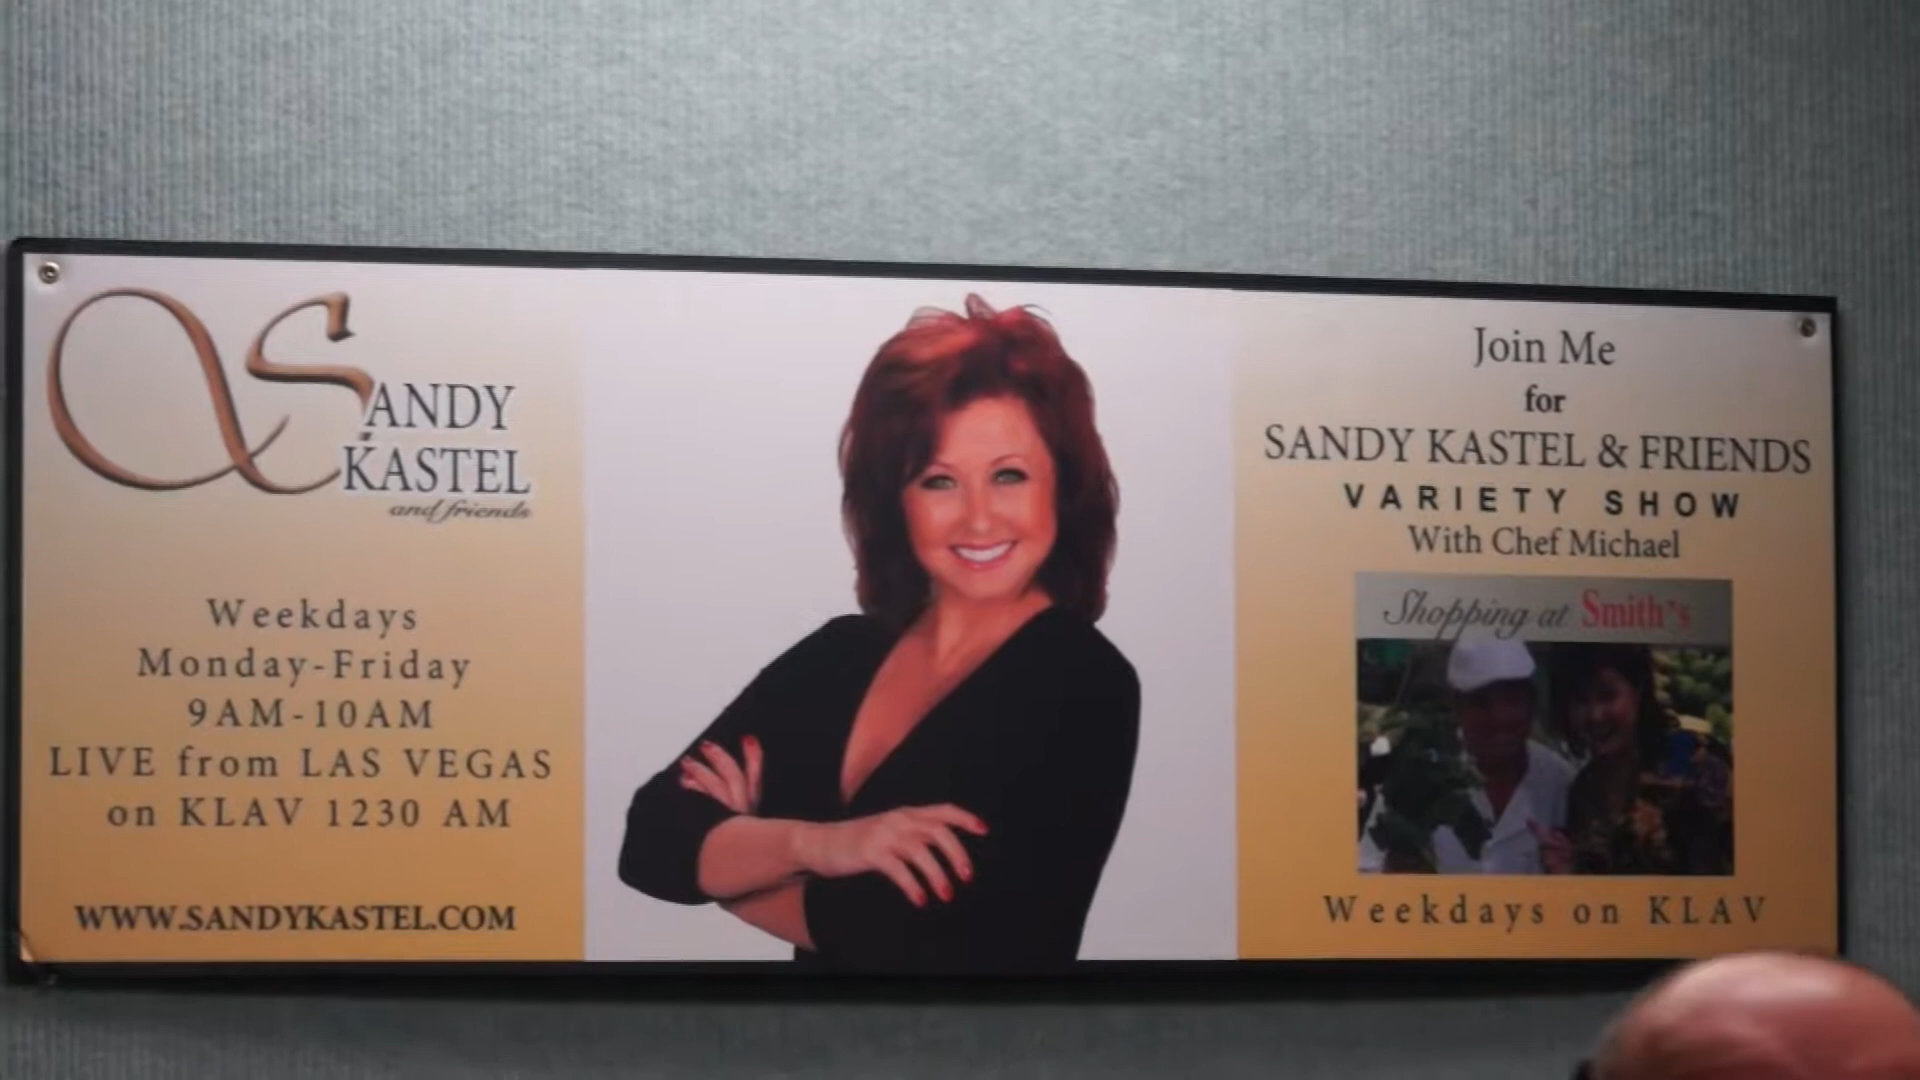 SANDY
KASTEL
and friends
Weekdays
Monday-Friday
9AM-10AM
LIVE from LAS VEGAS
on KLAV 1230 AM
WWW.SANDYKASTEL.COM
Join Me
for
SANDY KASTEL & FRIENDS
VARIETY SHOW
With Chef Michael
Shopping at Smith's
Weekdays on KLAV